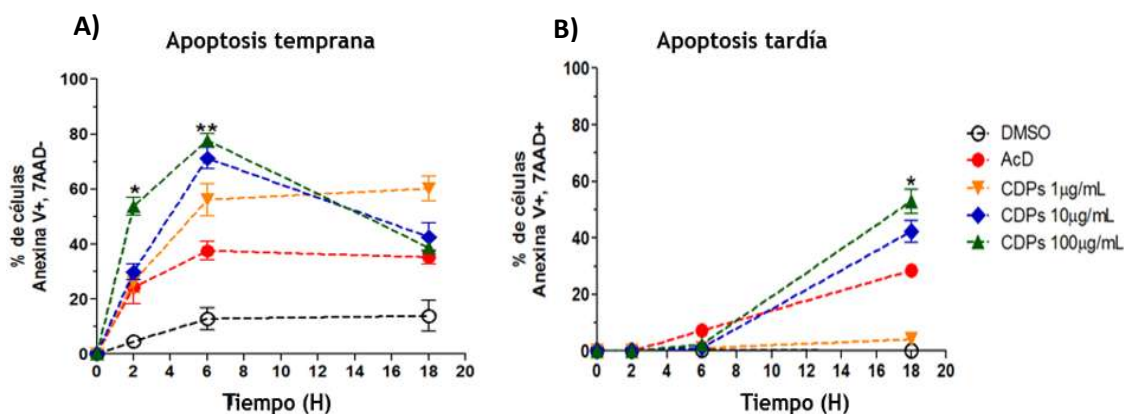 A)
Apoptosis temprana
100
80
60
40
20
0
% de células
Anexina V+, 7AAD-
*
**
0 2 4 6 8 10 12 14 16 18 20
Tiempo (H)
B)
Apoptosis tardía
100
80
60
40
20
0
% de células
Anexina V+, 7AAD+
*
0 2 4 6 8 10 12 14 16 18 20
Tiempo (H)
DMSO
AcD
CDPs 1µg/mL
CDPs 10µg/mL
CDPs 100µg/mL